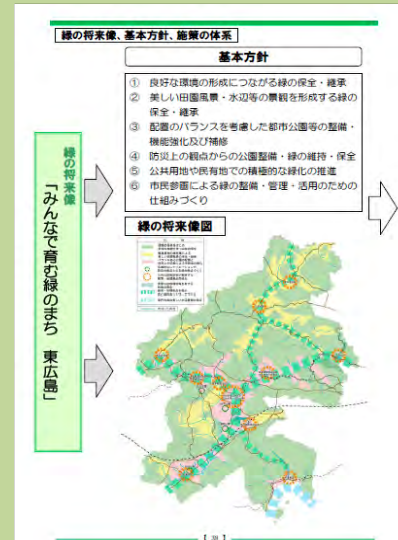 緑の将来像、基本方針、施策の体系
基本方針
① 良好な環境の形成につながる緑の保全・継承
② 美しい田園風景・水辺等の景観を形成する緑の
保全・継承
③ 配置のバランスを考慮した都市公園等の整備・
機能強化及び補修
④ 防災上の観点からの公園整備・緑の維持・保全
⑤ 公共用地や民有地での積極的な緑化の推進
⑥ 市民参画による緑の整備・管理・活用のための
仕組みづくり
緑の将来像
「みんなで育む緑のまち 東広島」
緑の将来像図